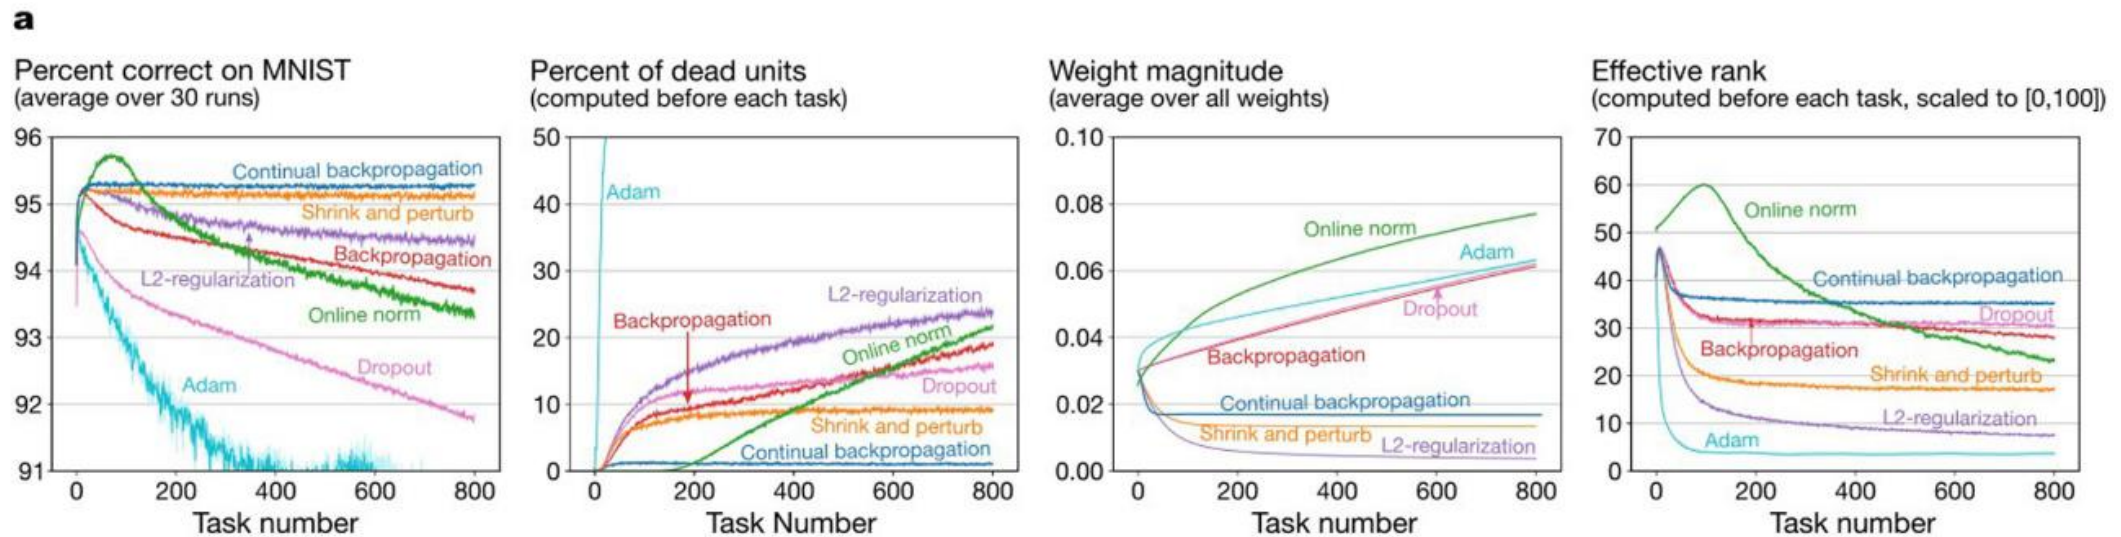 a
Percent correct on MNIST
(average over 30 runs)
96
95
94
93
92
91
Continual backpropagation
Shrink and perturb
Backpropagation
L2-regularization
Online norm
Dropout
Adam
0 200 400 600 800
Task number
Percent of dead units
(computed before each task)
50
40
30
20
10
0
Adam
L2-regularization
Backpropagation
Online norm
Dropout
Shrink and perturb
Continual backpropagation
0 200 400 600 800
Task Number
Weight magnitude
(average over all weights)
0.10
0.08
0.06
0.04
0.02
0.00
Online norm
Adam
Dropout
Backpropagation
Continual backpropagation
Shrink and perturb
L2-regularization
0 200 400 600 800
Task number
Effective rank
(computed before each task, scaled to [0,100])
70
60
50
40
30
20
10
0
Online norm
Continual backpropagation
Dropout
Backpropagation
Shrink and perturb
L2-regularization
Adam
0 200 400 600 800
Task number